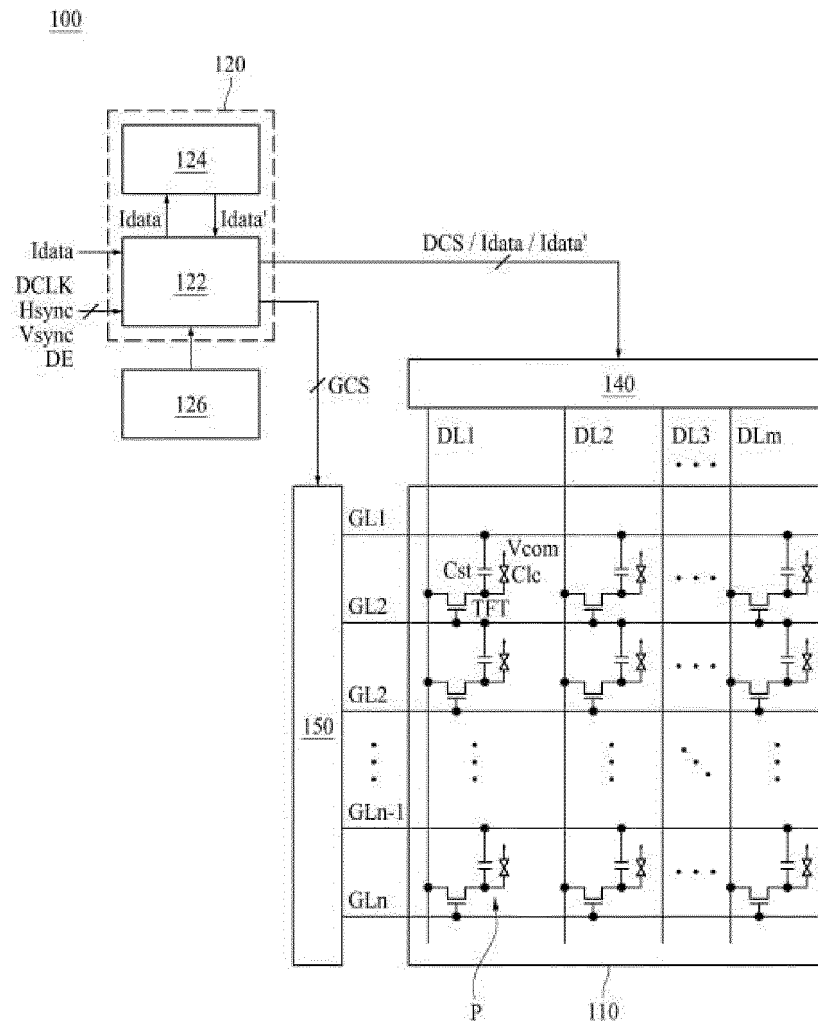 100
120
124
Idata Idata'
Idata
DCLK
Hsync
Vsync
DE
122
DCS / Idata / Idata'
126
GCS
140
DL1 DL2 DL3 DLm
GL1
Vcom
Cst Clc
TFT
GL2
GL2
150
GLn-1
GLn
P
110